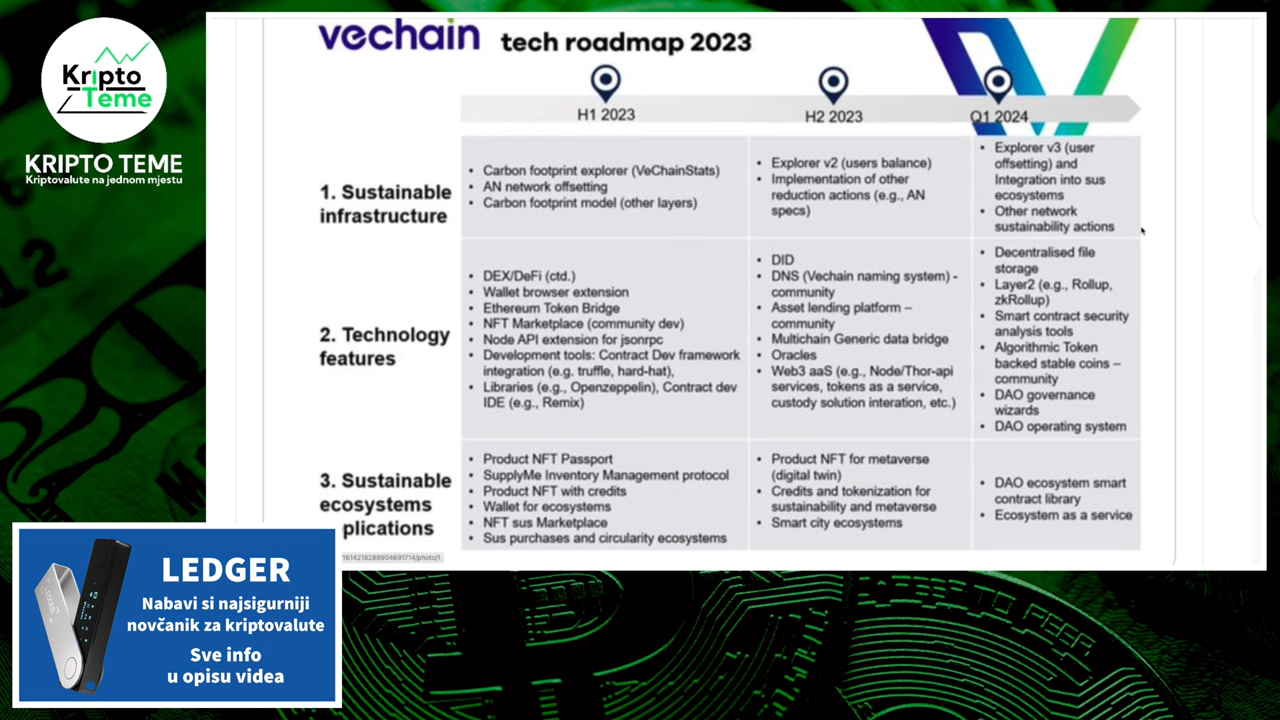 Kripto
Teme
KRIPTO TEME
Kriptovalute na jednom mjestu
vechain tech roadmap 2023
H1 2023
H2 2023
Q1 2024
1. Sustainable
infrastructure
• Carbon footprint explorer (VeChainStats)
• AN network offsetting
• Carbon footprint model (other layers)
• Explorer v2 (users balance)
• Implementation of other
reduction actions (e.g., AN
specs)
• Explorer v3 (user
offsetting) and
Integration into sus
ecosystems
• Other network
sustainability actions
2. Technology
features
• DEX/DeFi (ctd.)
• Wallet browser extension
• Ethereum Token Bridge
• NFT Marketplace (community dev)
• Node API extension for jsonrpc
• Development tools: Contract Dev framework
integration (e.g. truffle, hard-hat),
• Libraries (e.g., Openzeppelin), Contract dev
IDE (e.g., Remix)
• DID
• DNS (Vechain naming system) -
community
• Asset lending platform –
community
• Multichain Generic data bridge
• Oracles
• Web3 aaS (e.g., Node/Thor-api
services, tokens as a service,
custody solution interation, etc.)
• Decentralised file
storage
• Layer2 (e.g., Rollup,
zkRollup)
• Smart contract security
analysis tools
• Algorithmic Token
backed stable coins –
community
• DAO governance
wizards
• DAO operating system
3. Sustainable
ecosystems
plications
• Product NFT Passport
• SupplyMe Inventory Management protocol
• Product NFT with credits
• Wallet for ecosystems
• NFT sus Marketplace
• Sus purchases and circularity ecosystems
• Product NFT for metaverse
(digital twin)
• Credits and tokenization for
sustainability and metaverse
• Smart city ecosystems
• DAO ecosystem smart
contract library
• Ecosystem as a service
LEDGER
Nabavi si najsigurniji
novčanik za kriptovalute
Sve info
u opisu videa